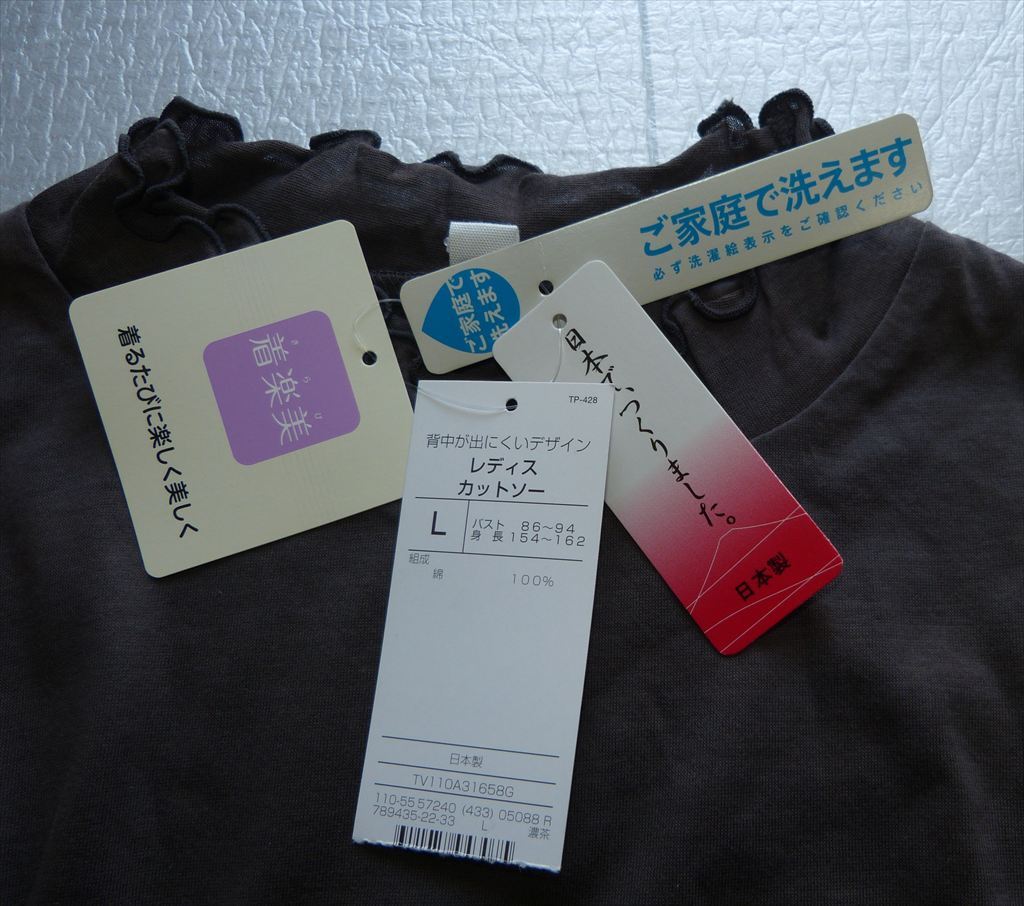 ご家庭で洗えます
必ず洗濯絵表示をご確認ください
ご家庭で
洗えます
着楽美
きらび
着るたびに楽しく美しく
日本でつくりました。
日本製
TP-428
背中が出にくいデザイン
レディス
カットソー
L
バスト 86～94
身長 154～162
組成
綿 100%
日本製
TV110A31658G
110-55 57240 (433) 05088 R
789435-22-33 L 濃茶